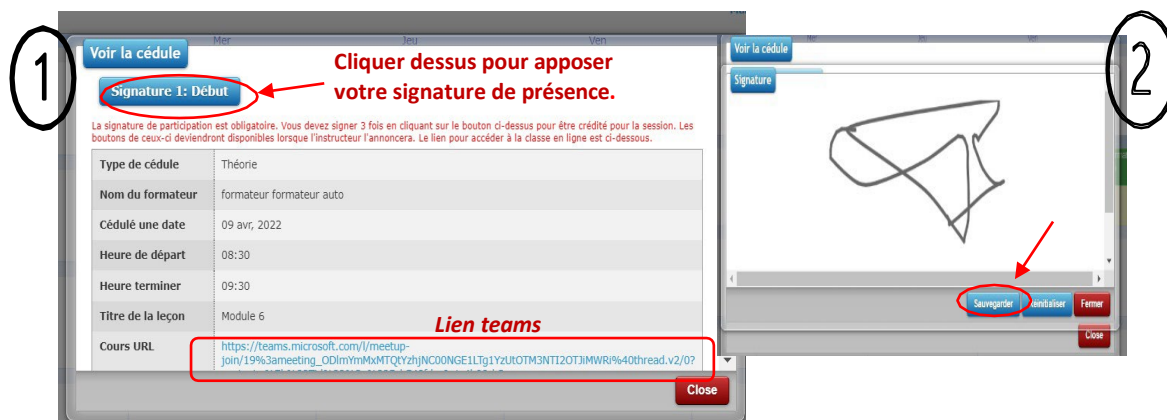 1
Mer Jeu Ven
Voir la cédule
Signature 1: Début
Cliquer dessus pour apposer
votre signature de présence.
La signature de participation est obligatoire. Vous devez signer 3 fois en cliquant sur le bouton ci-dessus pour être crédité pour la session. Les
boutons de ceux-ci deviendront disponibles lorsque l'instructeur l'annoncera. Le lien pour accéder à la classe en ligne est ci-dessous.
Type de cédule Théorie
Nom du formateur formateur formateur auto
Cédulé une date 09 avr, 2022
Heure de départ 08:30
Heure terminer 09:30
Titre de la leçon Module 6
Lien teams
Cours URL https://teams.microsoft.com/l/meetup-
join/19%3ameeting_ODlmYmMxMTQtYzhjNC00NGE1LTg1YzUtOTM3NTI2OTJiMWRi%40thread.v2/0?
Close
2
Voir la cédule
Signature
Sauvegarder Réinitialiser Fermer
Close